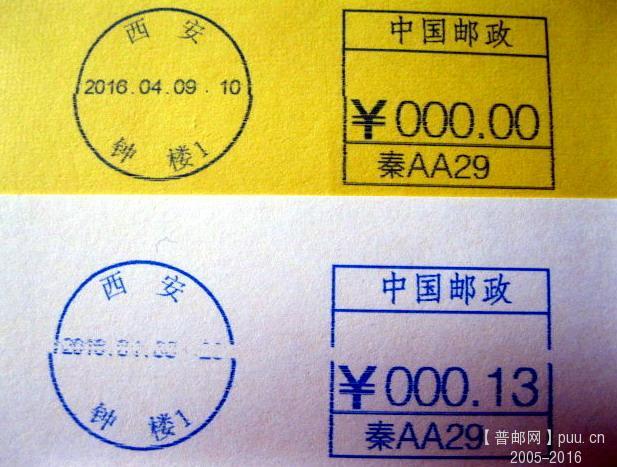 西安
2016.04.09.10
钟楼1
中国邮政
¥000.00
秦AA29
西安
钟楼1
中国邮政
¥000.13
秦AA29
【普邮网】puu.cn
2005-2016